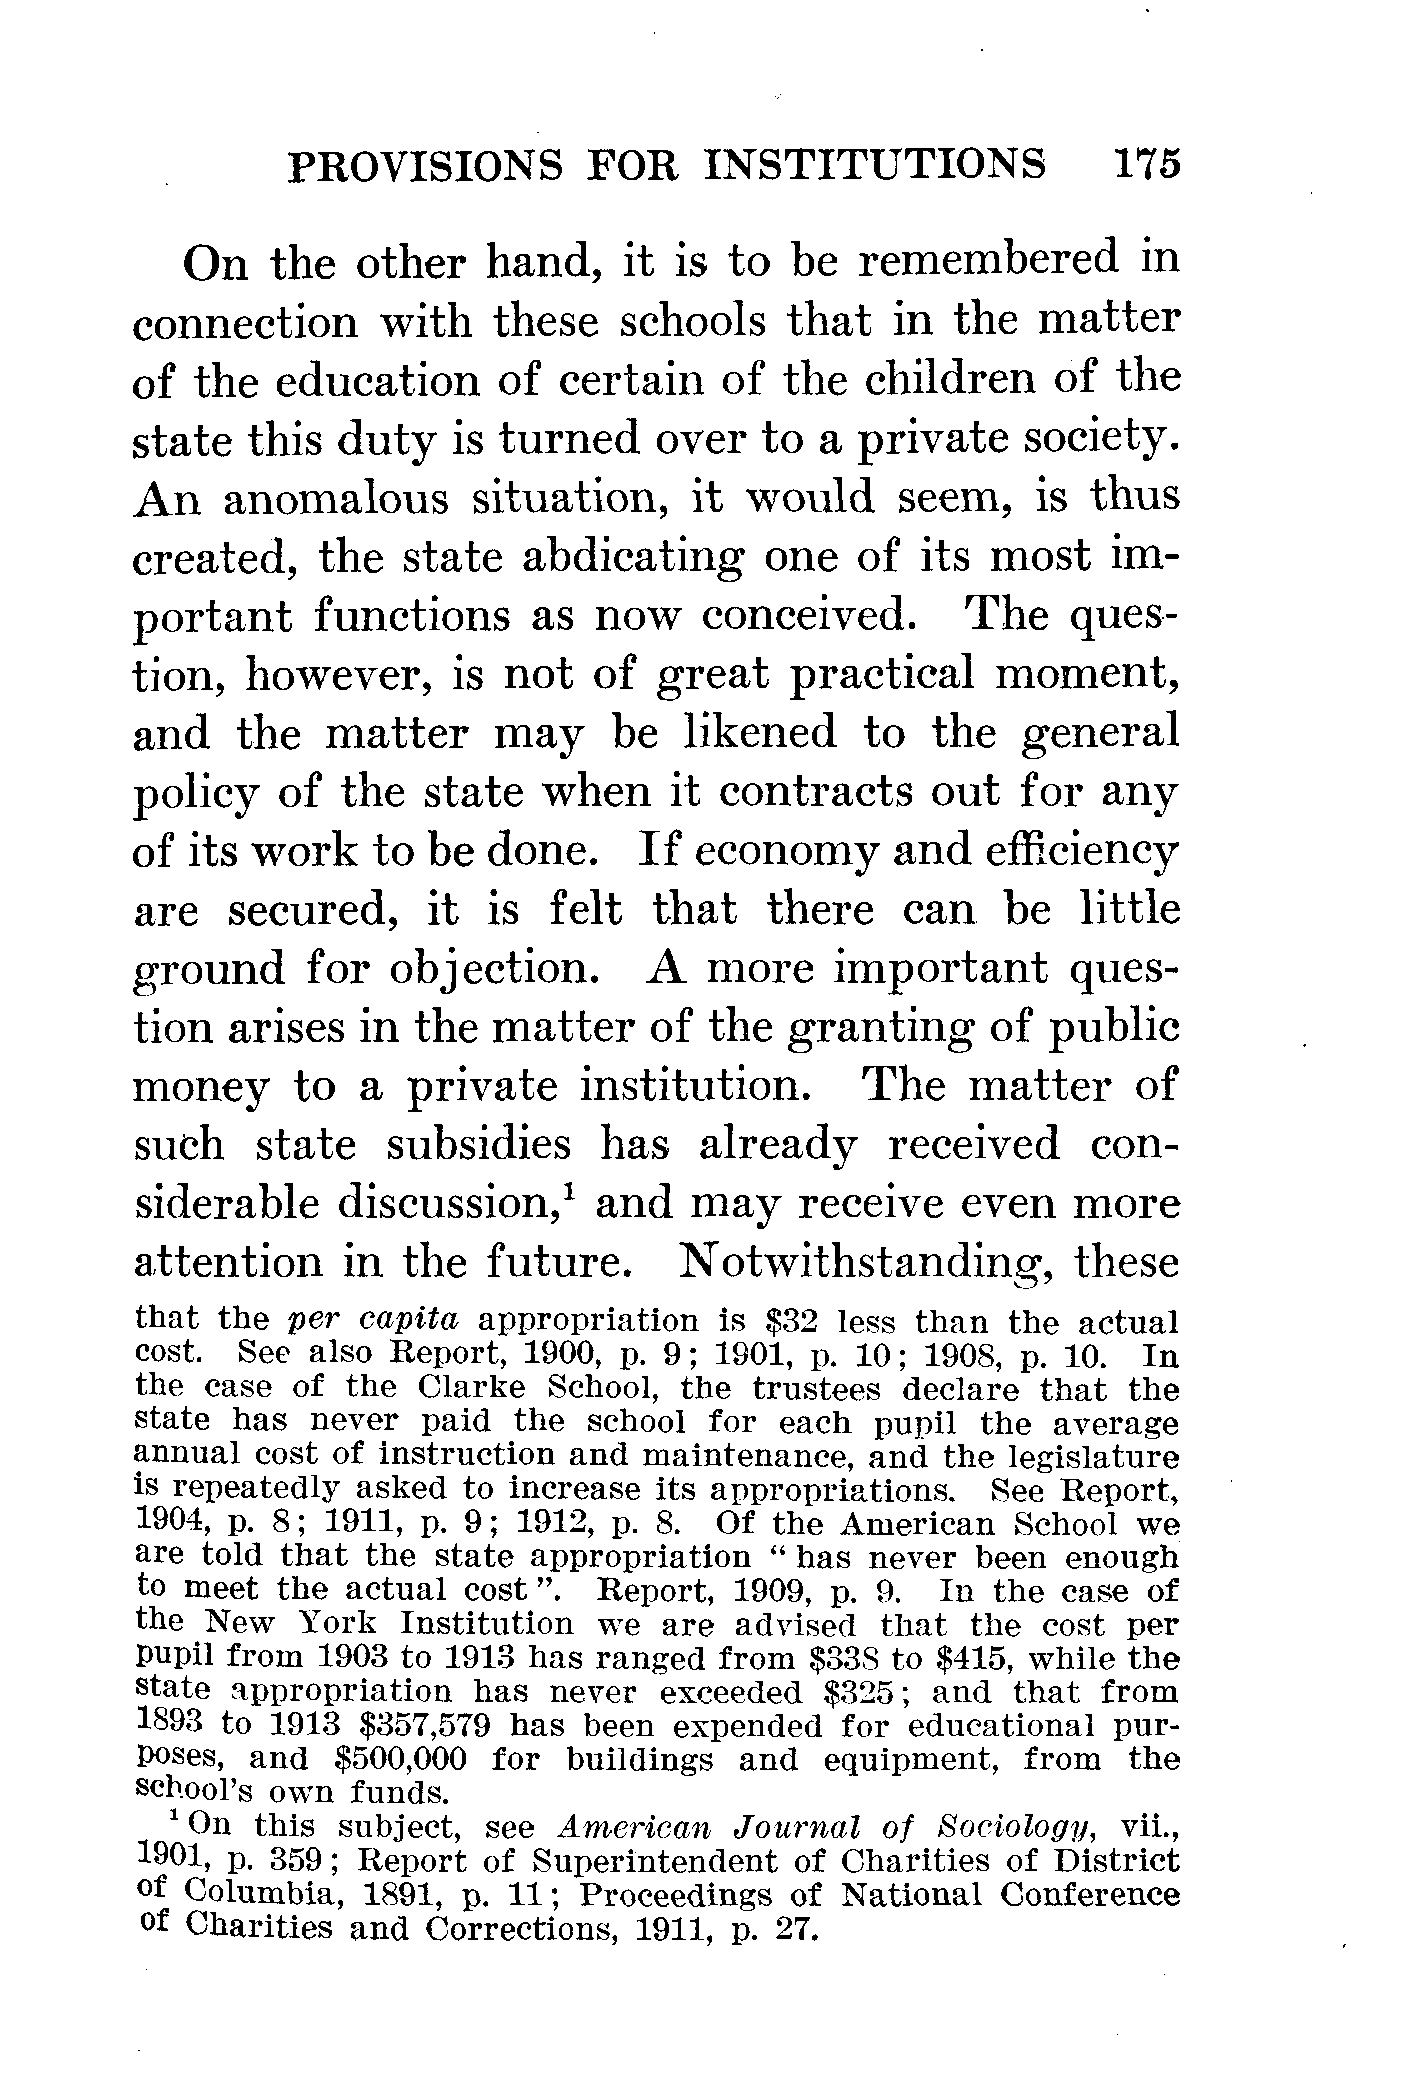 PROVISIONS FOR INSTITUTIONS 175
On the other hand, it is to be remembered in
connection with these schools that in the matter
of the education of certain of the children of the
state this duty is turned over to a private society.
An anomalous situation, it would seem, is thus
created, the state abdicating one of its most im-
portant functions as now conceived. The ques-
tion, however, is not of great practical moment,
and the matter may be likened to the general
policy of the state when it contracts out for any
of its work to be done. If economy and efficiency
are secured, it is felt that there can be little
ground for objection. A more important ques-
tion arises in the matter of the granting of public
money to a private institution. The matter of
such state subsidies has already received con-
siderable discussion,¹ and may receive even more
attention in the future. Notwithstanding, these
that the per capita appropriation is $32 less than the actual
cost. See also Report, 1900, p. 9; 1901, p. 10; 1908, p. 10. In
the case of the Clarke School, the trustees declare that the
state has never paid the school for each pupil the average
annual cost of instruction and maintenance, and the legislature
is repeatedly asked to increase its appropriations. See Report,
1904, p. 8; 1911, p. 9; 1912, p. 8. Of the American School we
are told that the state appropriation “ has never been enough
to meet the actual cost ”. Report, 1909, p. 9. In the case of
the New York Institution we are advised that the cost per
pupil from 1903 to 1913 has ranged from $338 to $415, while the
state appropriation has never exceeded $325; and that from
1893 to 1913 $357,579 has been expended for educational pur-
poses, and $500,000 for buildings and equipment, from the
school's own funds.
¹ On this subject, see American Journal of Sociology, vii.,
1901, p. 359; Report of Superintendent of Charities of District
of Columbia, 1891, p. 11; Proceedings of National Conference
of Charities and Corrections, 1911, p. 27.